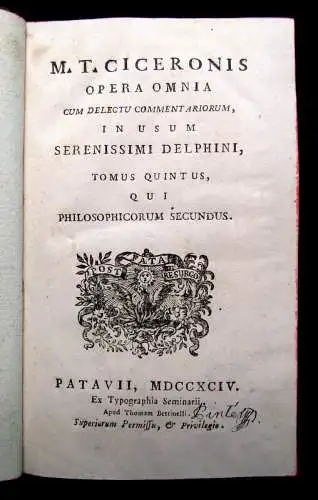 M. T. CICERONIS
OPERA OMNIA
CUM DELECTU COMMENTARIORUM,
IN USUM
SERENISSIMI DELPHINI,
TOMUS QUINTUS,
QUI
PHILOSOPHICORUM SECUNDUS.
POST FATA RESURGO
PATAVII, MDCCXCIV.
Ex Typographia Seminarii.
Apud Thomam Bettinelli.
Superiorum Permissu, & Privilegio.